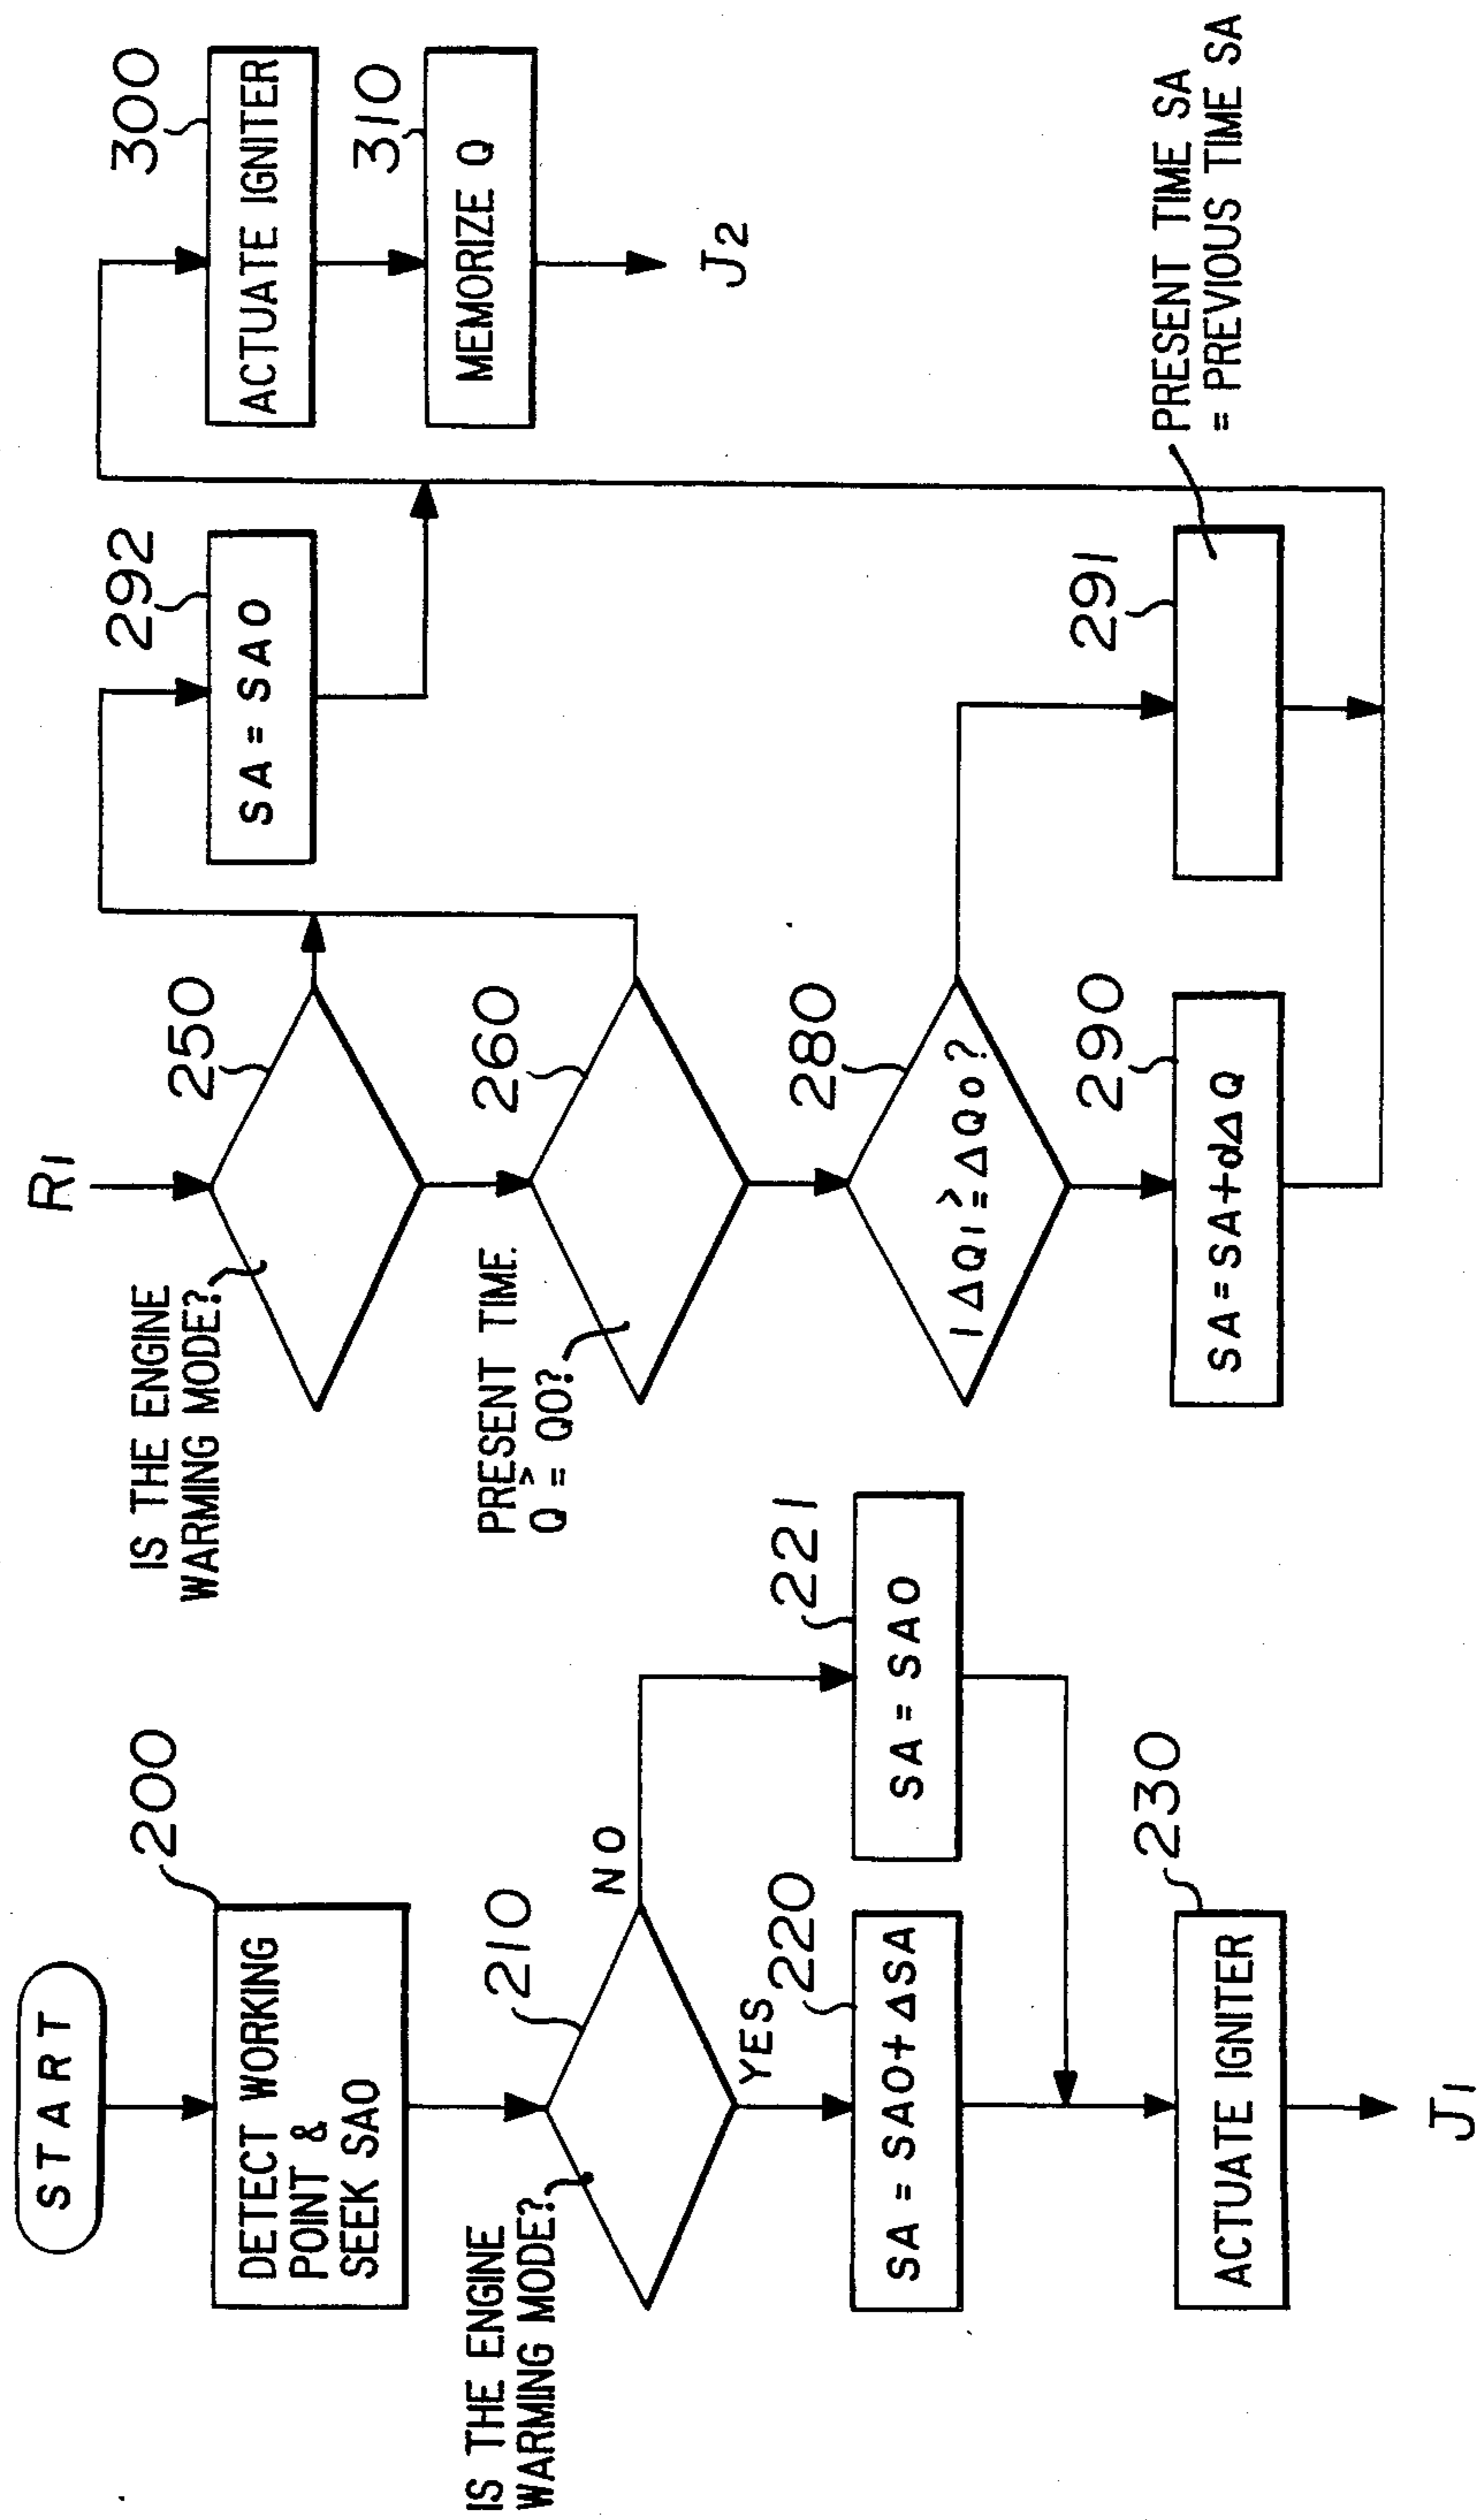 START
200
DETECT WORKING
POINT &
SEEK SAO
210
IS THE ENGINE
WARMING MODE?
NO
YES
220
SA = SAO + ΔSA
221
SA = SAO
230
ACTUATE IGNITER
J1
R1
250
IS THE ENGINE
WARMING MODE?
260
PRESENT TIME.
Q ≧ QO?
280
|ΔQ| ≧ ΔQo?
290
SA = SA + dΔQ
291
PRESENT TIME SA
= PREVIOUS TIME SA
292
SA = SAO
300
ACTUATE IGNITER
310
MEMORIZE Q
J2